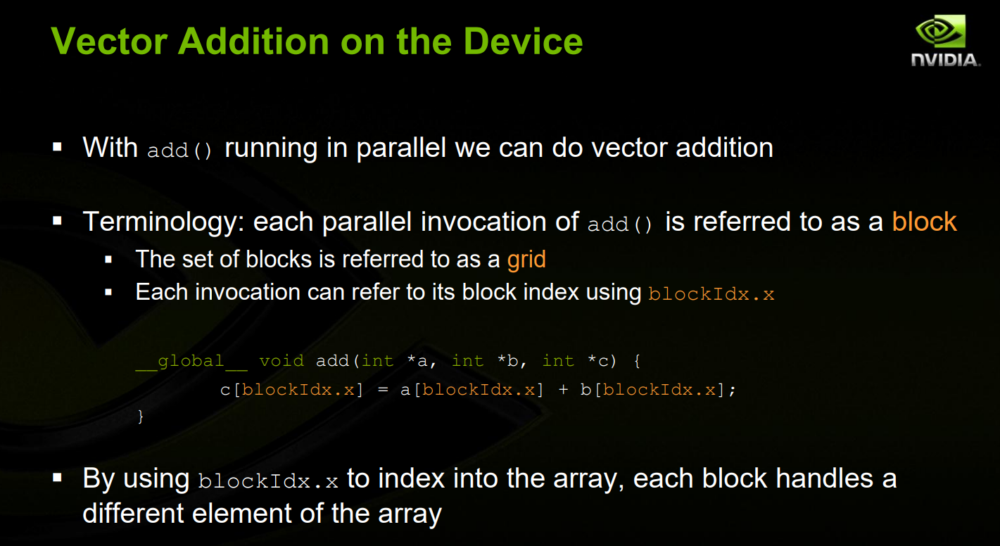 Vector Addition on the Device
NVIDIA.
▪ With add() running in parallel we can do vector addition
▪ Terminology: each parallel invocation of add() is referred to as a block
▪ The set of blocks is referred to as a grid
▪ Each invocation can refer to its block index using blockIdx.x
__global__ void add(int *a, int *b, int *c) {
c[blockIdx.x] = a[blockIdx.x] + b[blockIdx.x];
}
▪ By using blockIdx.x to index into the array, each block handles a
different element of the array